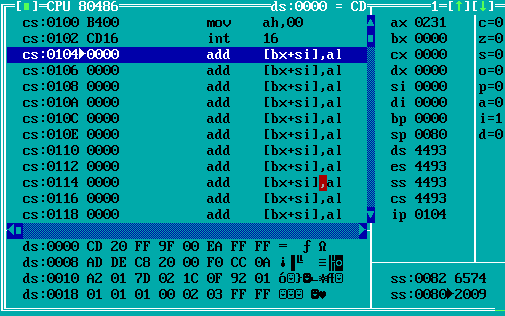 [■]=CPU 80486 ds:0000 = CD 1=[↑][↓]
cs:0100 B400 mov ah,00 ax 0231 c=0
cs:0102 CD16 int 16 bx 0000 z=0
cs:0104▶0000 add [bx+si],al cx 0000 s=0
cs:0106 0000 add [bx+si],al dx 0000 o=0
cs:0108 0000 add [bx+si],al si 0000 p=0
cs:010A 0000 add [bx+si],al di 0000 a=0
cs:010C 0000 add [bx+si],al bp 0000 i=1
cs:010E 0000 add [bx+si],al sp 0080 d=0
cs:0110 0000 add [bx+si],al ds 4493
cs:0112 0000 add [bx+si],al es 4493
cs:0114 0000 add [bx+si],al ss 4493
cs:0116 0000 add [bx+si],al cs 4493
cs:0118 0000 add [bx+si],al ip 0104
ds:0000 CD 20 FF 9F 00 EA FF FF = ƒ Ω
ds:0008 AD DE C8 20 00 F0 CC 0A ¡▐╚ ≡╠◙ ss:0082 6574
ds:0010 A2 01 7D 02 1C 0F 92 01 ó☺}☻∟☼Æ☺ ss:0080▶2009
ds:0018 01 01 01 00 02 03 FF FF ☺☺☺ ☻♥